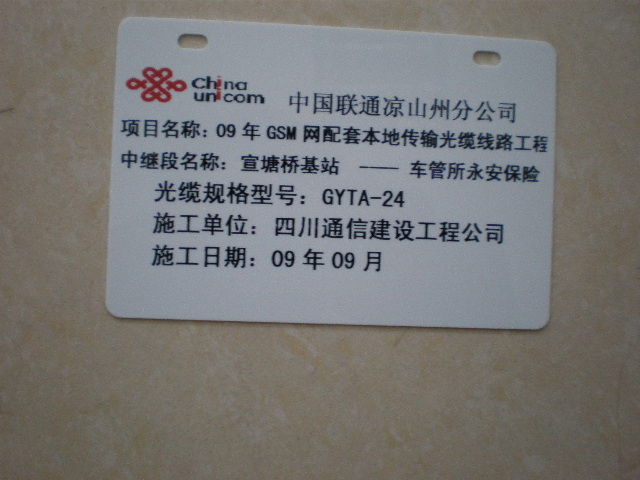 China
unicom
中国联通凉山州分公司
项目名称：09年GSM网配套本地传输光缆线路工程
中继段名称：宣塘桥基站 ---- 车管所永安保险
光缆规格型号：GYTA-24
施工单位：四川通信建设工程公司
施工日期：09年09月